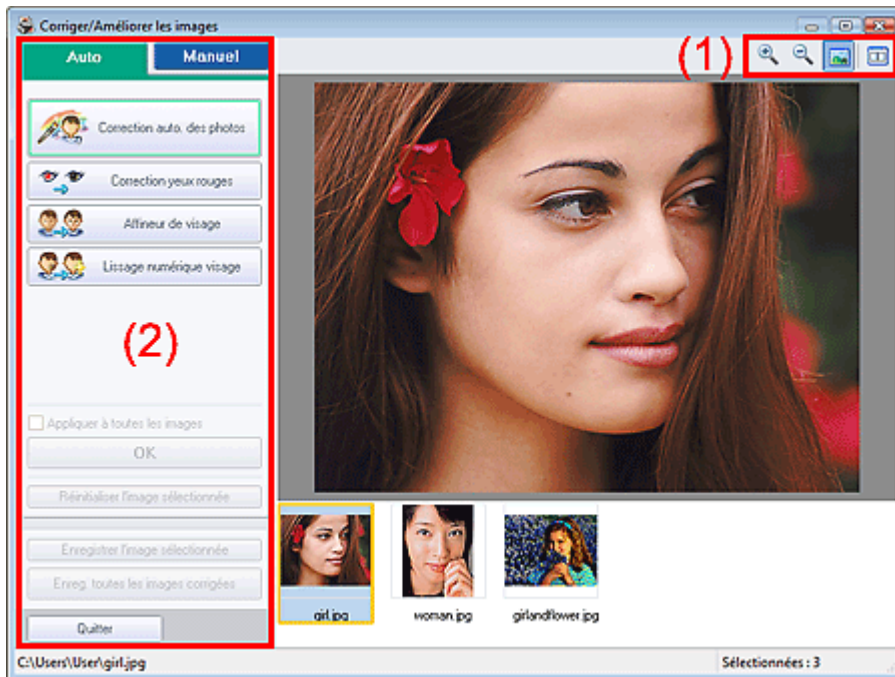 Corriger/Améliorer les images
Auto
Manuel
(1)
Correction auto. des photos
Correction yeux rouges
Affineur de visage
Lissage numérique visage
(2)
Appliquer à toutes les images
OK
Réinitialiser l'image sélectionnée
Enregistrer l'image sélectionnée
Enreg. toutes les images corrigées
Quitter
girl.jpg
woman.jpg
girlandflower.jpg
C:\Users\User\girl.jpg
Sélectionnées : 3